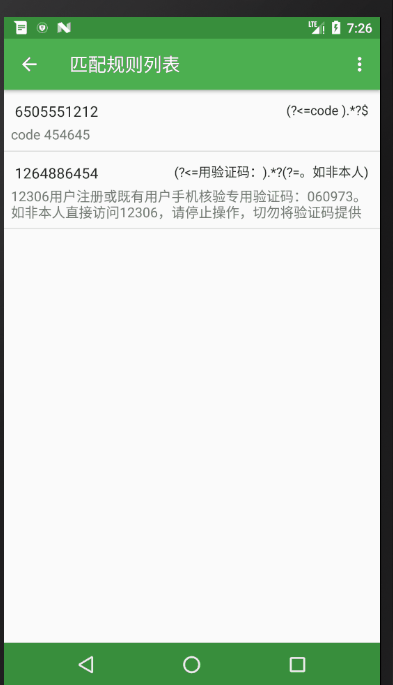 LTE 7:26
匹配规则列表
6505551212 (?<=code ).*?$
code 454645
1264886454 (?<=用验证码：).*?(?=。如非本人)
12306用户注册或既有用户手机核验专用验证码：060973。
如非本人直接访问12306，请停止操作，切勿将验证码提供